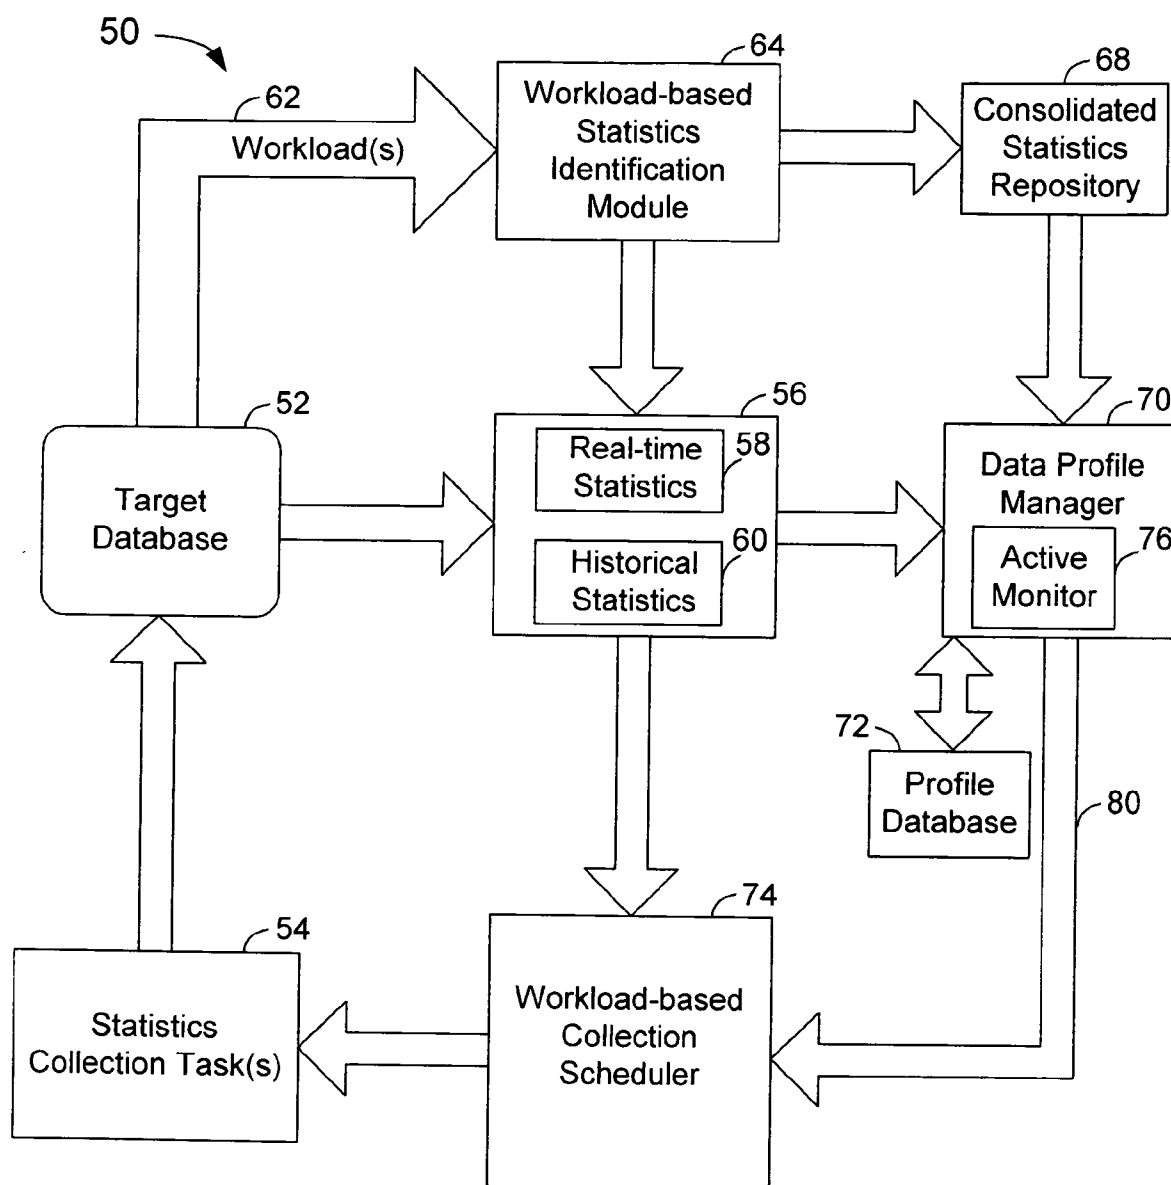 50
62
Workload(s)
64
Workload-based
Statistics
Identification
Module
68
Consolidated
Statistics
Repository
52
Target
Database
56
Real-time
Statistics
58
Historical
Statistics
60
70
Data Profile
Manager
Active
Monitor
76
72
Profile
Database
80
54
Statistics
Collection Task(s)
74
Workload-based
Collection
Scheduler